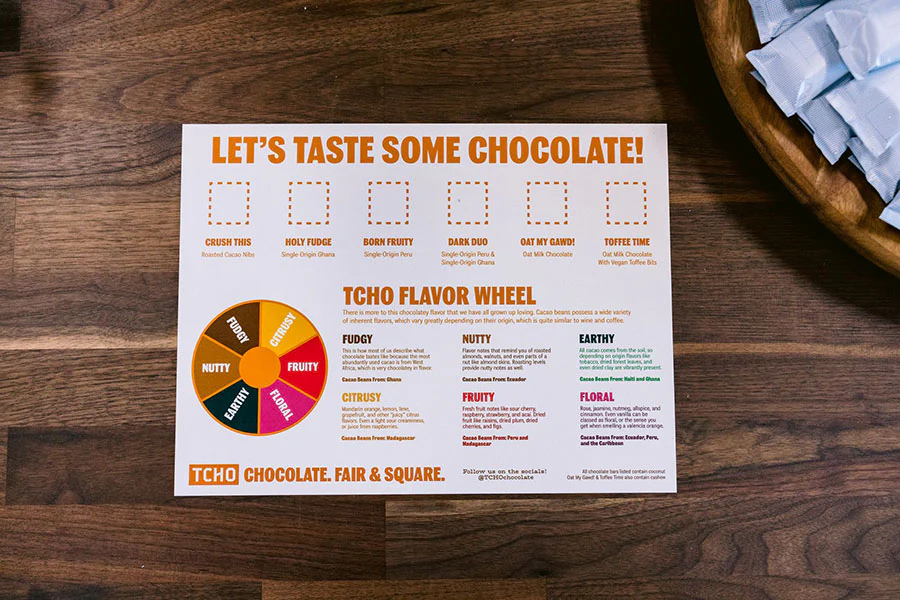 LET'S TASTE SOME CHOCOLATE!
CRUSH THIS
Roasted Cacao Nibs
HOLY FUDGE
Single-Origin Ghana
BORN FRUITY
Single-Origin Peru
DARK DUO
Single-Origin Peru &
Single-Origin Ghana
OAT MY GAWD!
Oat Milk Chocolate
TOFFEE TIME
Oat Milk Chocolate
With Vegan Toffee Bits
TCHO FLAVOR WHEEL
There is more to this chocolatey flavor that we have all grown up loving. Cacao beans possess a wide variety
of inherent flavors, which vary greatly depending on their origin, which is quite similar to wine and coffee.
FUDGY
CITRUSY
FRUITY
FLORAL
EARTHY
NUTTY
FUDGY
This is how most of us describe what
chocolate tastes like because the most
abundantly used cacao is from West
Africa, which is very chocolatey in flavor.
Cacao Beans From: Ghana
NUTTY
Flavor notes that remind you of roasted
almonds, walnuts, and even parts of a
nut like almond skins. Roasting levels
provide nutty notes as well.
Cacao Beans From: Ecuador
EARTHY
All cacao comes from the soil, so
depending on origin flavors like
tobacco, dried forest leaves, and
even dried clay are vibrantly present.
Cacao Beans From: Haiti and Ghana
CITRUSY
Mandarin orange, lemon, lime,
grapefruit, and other "juicy" citrus
flavors. Even a light sour creaminess,
or juice from raspberries.
Cacao Beans From: Madagascar
FRUITY
Fresh fruit notes like sour cherry,
raspberry, strawberry, and acai. Dried
fruit like raisins, dried plum, dried
cherries, and figs.
Cacao Beans From: Peru and
Madagascar
FLORAL
Rose, jasmine, nutmeg, allspice, and
cinnamon. Even vanilla can be
classed as floral, or the sense you
get when smelling a valencia orange.
Cacao Beans From: Ecuador, Peru,
and the Caribbean
TCHO CHOCOLATE. FAIR & SQUARE.
Follow us on the socials!
@TCHOchocolate
All chocolate bars listed contain coconut
Oat My Gawd! & Toffee Time also contain cashew